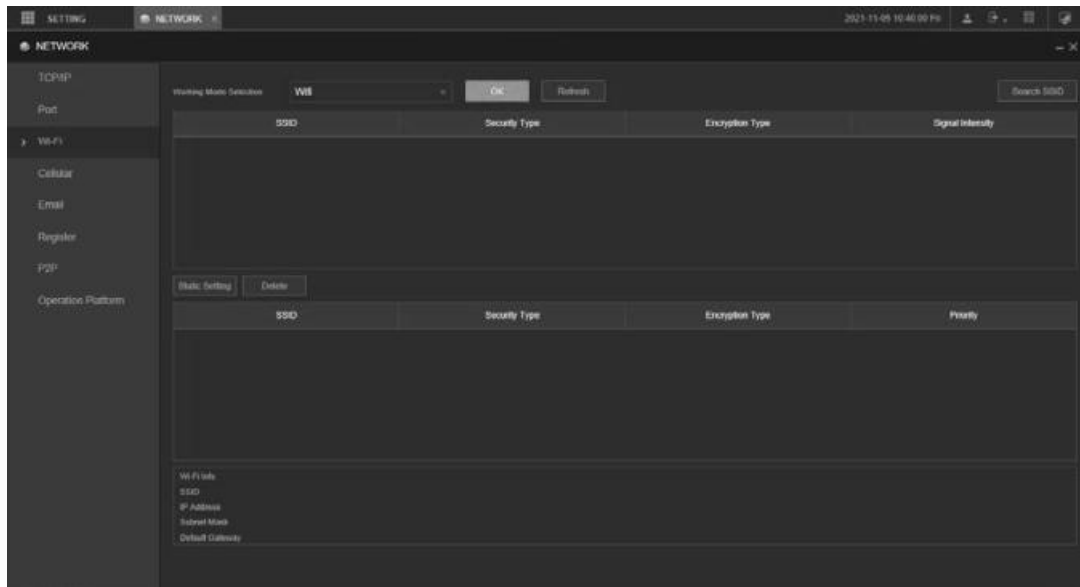 SETTING NETWORK × 2021-11-05 10:40:00 Fri
NETWORK
TCP/IP
Working Mode Selection Wifi OK Refresh Search SSID
Port
SSID Security Type Encryption Type Signal Intensity
Wi-Fi
Cellular
Email
Register
P2P
Static Setting Delete
Operation Platform
SSID Security Type Encryption Type Priority
Wi-Fi Info
SSID
IP Address
Subnet Mask
Default Gateway